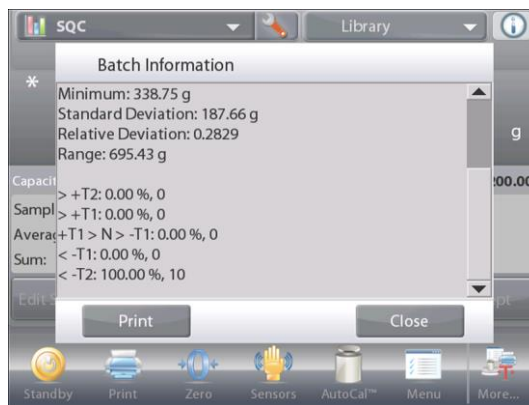 SQC
Library
Batch Information
*
Minimum: 338.75 g
Standard Deviation: 187.66 g
Relative Deviation: 0.2829
Range: 695.43 g
g
> +T2: 0.00 %, 0
> +T1: 0.00 %, 0
+T1 > N > -T1: 0.00 %, 0
< -T1: 0.00 %, 0
< -T2: 100.00 %, 10
Sum:
Print
Close
Standby
Print
Zero
Sensors
AutoCal™
Menu
More...